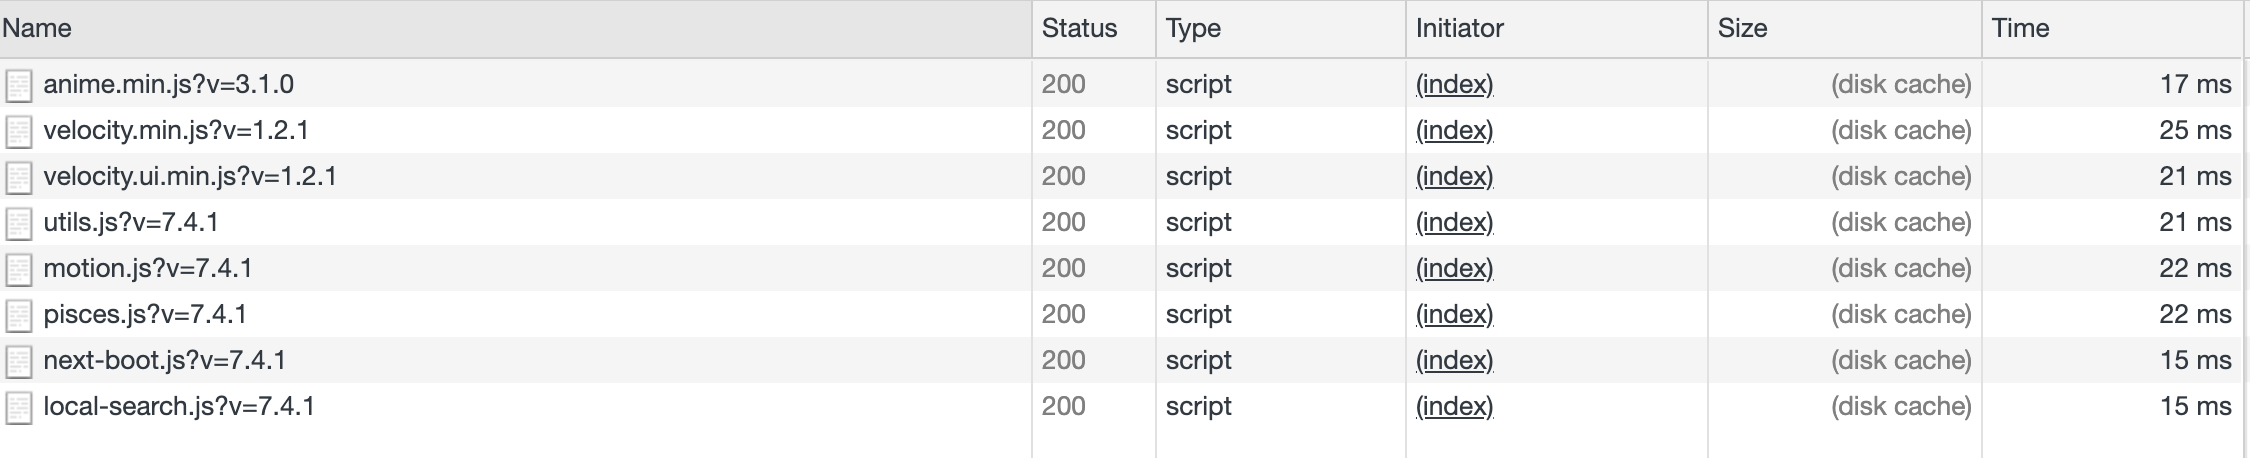 Name Status Type Initiator Size Time
anime.min.js?v=3.1.0 200 script (index) (disk cache) 17 ms
velocity.min.js?v=1.2.1 200 script (index) (disk cache) 25 ms
velocity.ui.min.js?v=1.2.1 200 script (index) (disk cache) 21 ms
utils.js?v=7.4.1 200 script (index) (disk cache) 21 ms
motion.js?v=7.4.1 200 script (index) (disk cache) 22 ms
pisces.js?v=7.4.1 200 script (index) (disk cache) 22 ms
next-boot.js?v=7.4.1 200 script (index) (disk cache) 15 ms
local-search.js?v=7.4.1 200 script (index) (disk cache) 15 ms